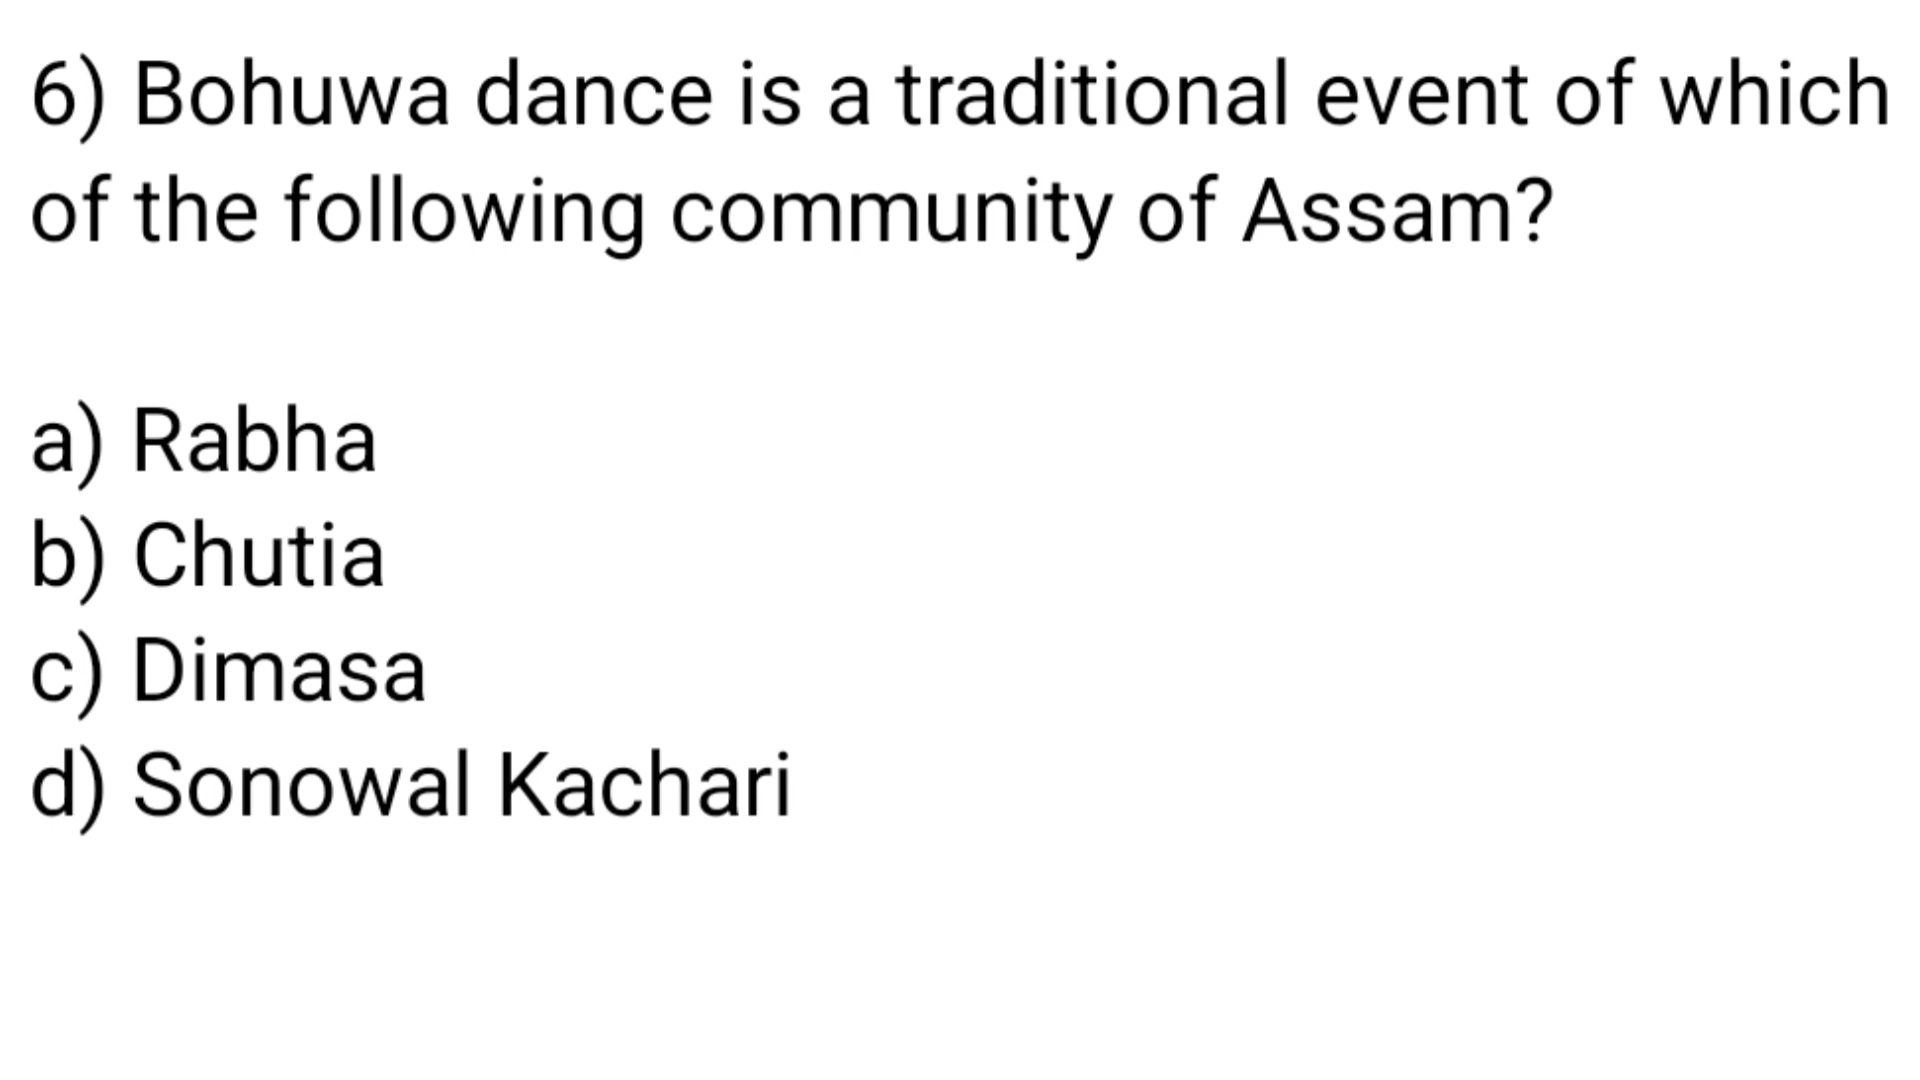 6) Bohuwa dance is a traditional event of which
of the following community of Assam?
a) Rabha
b) Chutia
c) Dimasa
d) Sonowal Kachari